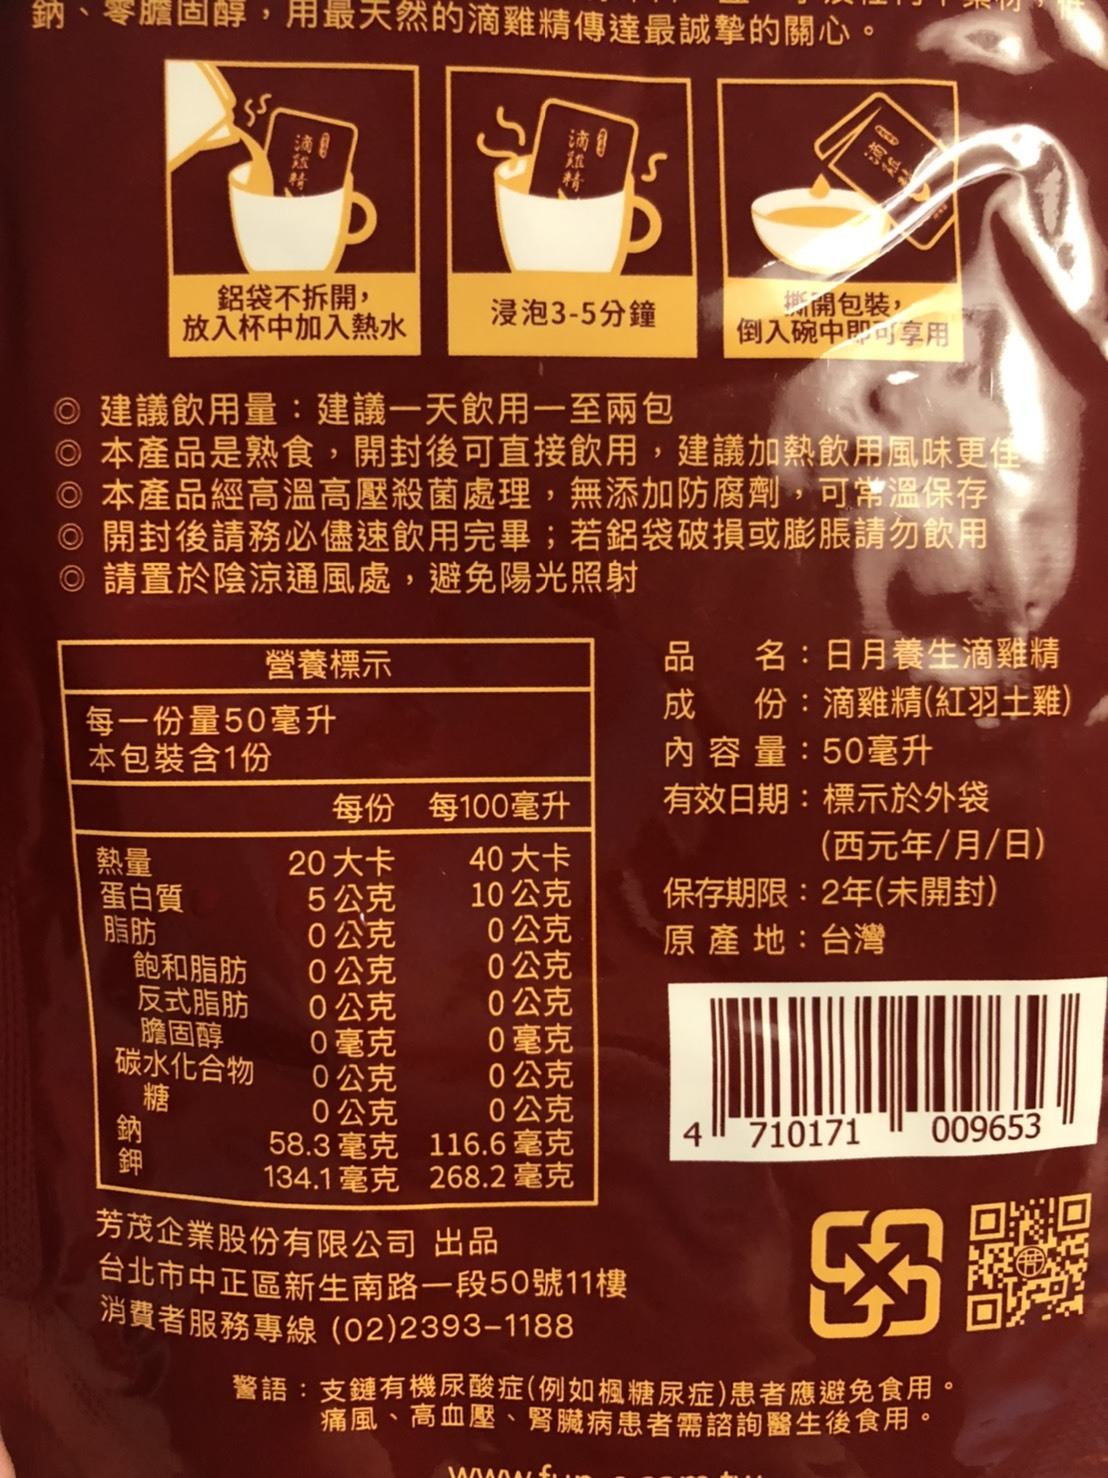 鈉、零膽固醇，用最天然的滴雞精傳達最誠摯的關心。
滴雞精
滴雞精
滴雞精
鋁袋不拆開，
放入杯中加入熱水
浸泡3-5分鐘
撕開包裝，
倒入碗中即可享用
◎ 建議飲用量：建議一天飲用一至兩包
◎ 本產品是熟食，開封後可直接飲用，建議加熱飲用風味更佳
◎ 本產品經高溫高壓殺菌處理，無添加防腐劑，可常溫保存
◎ 開封後請務必儘速飲用完畢；若鋁袋破損或膨脹請勿飲用
◎ 請置於陰涼通風處，避免陽光照射
營養標示
每一份量50毫升
本包裝含1份
每份 每100毫升
熱量 20大卡 40大卡
蛋白質 5公克 10公克
脂肪 0公克 0公克
飽和脂肪 0公克 0公克
反式脂肪 0公克 0公克
膽固醇 0毫克 0毫克
碳水化合物 0公克 0公克
糖 0公克 0公克
鈉 58.3毫克 116.6毫克
鉀 134.1毫克 268.2毫克
品名：日月養生滴雞精
成份：滴雞精(紅羽土雞)
內容量：50毫升
有效日期：標示於外袋
(西元年/月/日)
保存期限：2年(未開封)
原產地：台灣
4 710171 009653
芳茂企業股份有限公司 出品
台北市中正區新生南路一段50號11樓
消費者服務專線 (02)2393-1188
警語：支鏈有機尿酸症(例如楓糖尿症)患者應避免食用。
痛風、高血壓、腎臟病患者需諮詢醫生後食用。